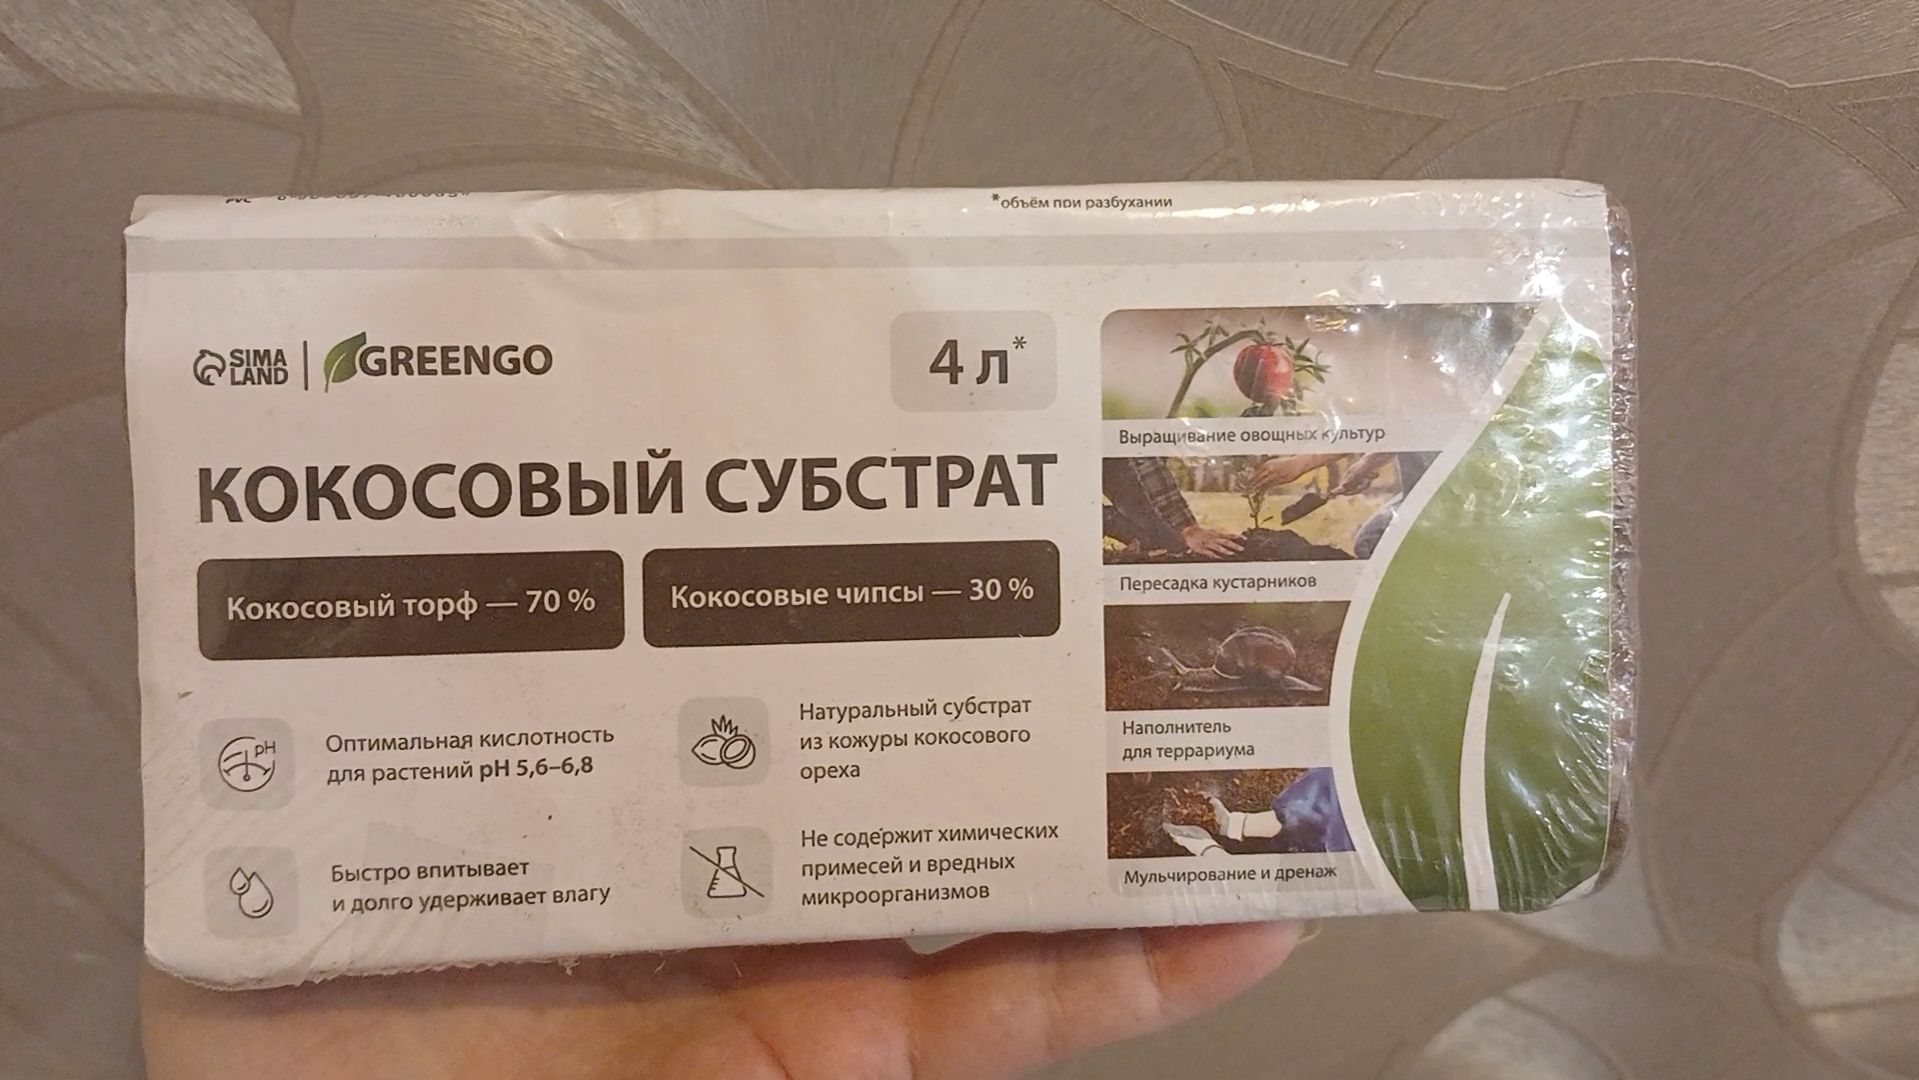 *объём при разбухании
SIMA
LAND
GREENGO
4 л*
КОКОСОВЫЙ СУБСТРАТ
Кокосовый торф — 70 %
Кокосовые чипсы — 30 %
pH
Оптимальная кислотность
для растений pH 5,6–6,8
Натуральный субстрат
из кожуры кокосового
ореха
Быстро впитывает
и долго удерживает влагу
Не содержит химических
примесей и вредных
микроорганизмов
Выращивание овощных культур
Пересадка кустарников
Наполнитель
для террариума
Мульчирование и дренаж